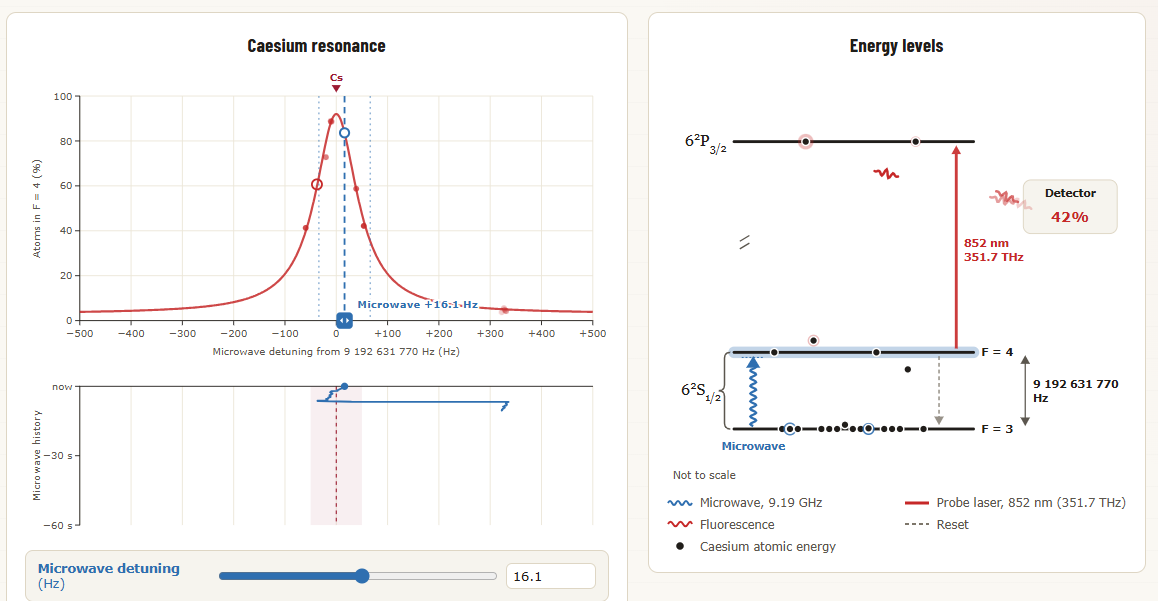 Caesium resonance
Cs
100
80
60
40
20
0
Atoms in F = 4 (%)
−500
−400
−300
−200
−100
0
+100
+200
+300
+400
+500
Microwave +16.1 Hz
Microwave detuning from 9 192 631 770 Hz (Hz)
now
−30 s
−60 s
Microwave history
Microwave detuning
(Hz)
16.1
Energy levels
6²P3/2
Detector
42%
852 nm
351.7 THz
F = 4
6²S1/2
9 192 631 770
Hz
F = 3
Microwave
Not to scale
Microwave, 9.19 GHz
Probe laser, 852 nm (351.7 THz)
Fluorescence
Reset
Caesium atomic energy